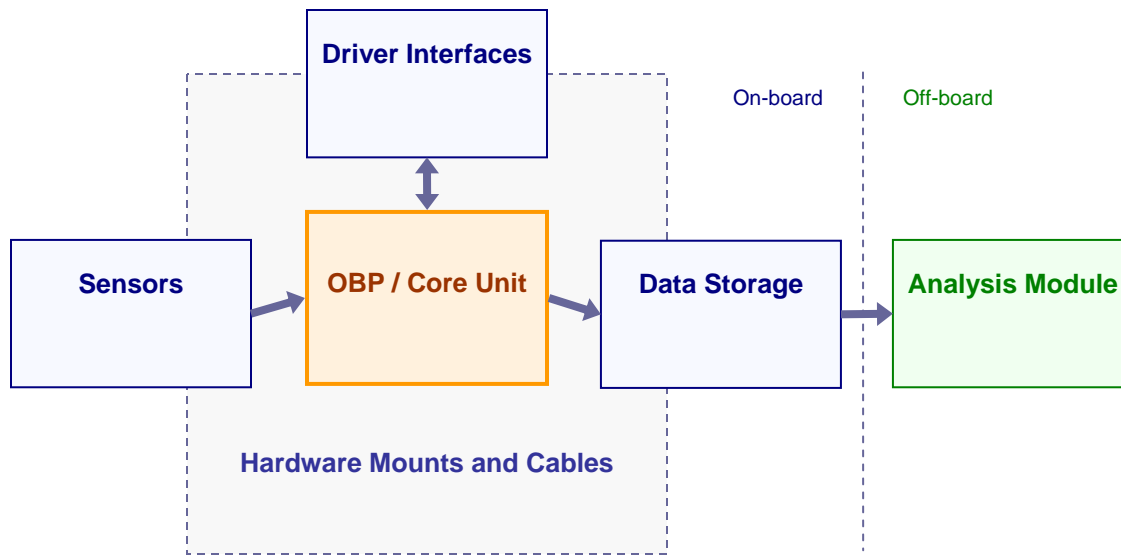 Driver Interfaces
On-board
Off-board
Sensors
OBP / Core Unit
Data Storage
Analysis Module
Hardware Mounts and Cables